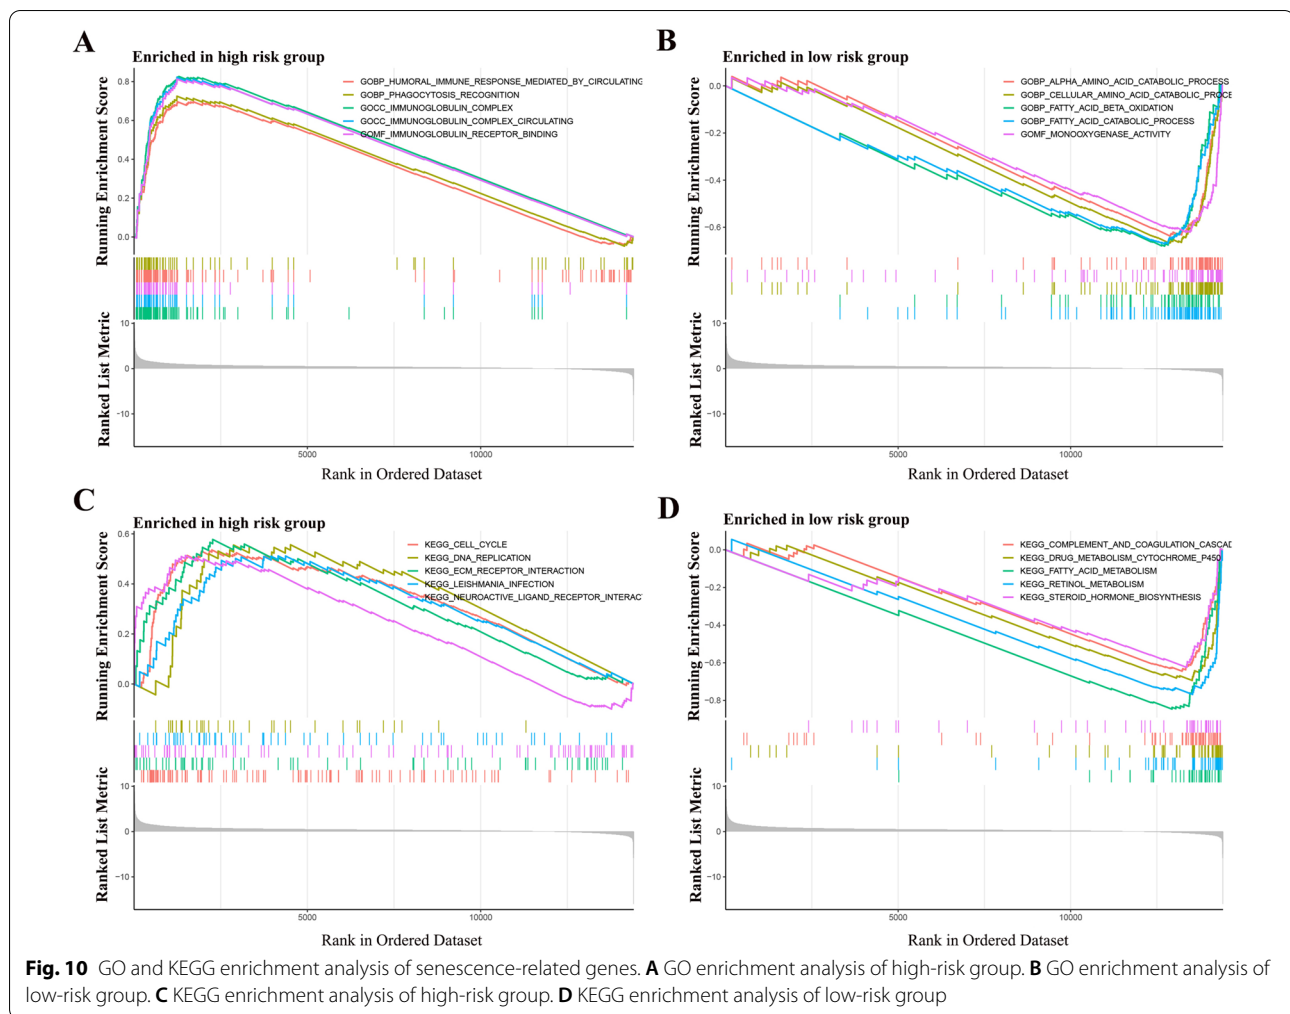 A
Enriched in high risk group
Running Enrichment Score
0.8
0.6
0.4
0.2
0.0
GOBP_HUMORAL_IMMUNE_RESPONSE_MEDIATED_BY_CIRCULATING
GOBP_PHAGOCYTOSIS_RECOGNITION
GOCC_IMMUNOGLOBULIN_COMPLEX
GOCC_IMMUNOGLOBULIN_COMPLEX_CIRCULATING
GOMF_IMMUNOGLOBULIN_RECEPTOR_BINDING
Ranked List Metric
10
0
−10
5000
10000
Rank in Ordered Dataset
B
Enriched in low risk group
Running Enrichment Score
0.0
−0.2
−0.4
−0.6
GOBP_ALPHA_AMINO_ACID_CATABOLIC_PROCESS
GOBP_CELLULAR_AMINO_ACID_CATABOLIC_PROCE
GOBP_FATTY_ACID_BETA_OXIDATION
GOBP_FATTY_ACID_CATABOLIC_PROCESS
GOMF_MONOOXYGENASE_ACTIVITY
Ranked List Metric
10
0
−10
5000
10000
Rank in Ordered Dataset
C
Enriched in high risk group
Running Enrichment Score
0.6
0.4
0.2
0.0
KEGG_CELL_CYCLE
KEGG_DNA_REPLICATION
KEGG_ECM_RECEPTOR_INTERACTION
KEGG_LEISHMANIA_INFECTION
KEGG_NEUROACTIVE_LIGAND_RECEPTOR_INTERAC
Ranked List Metric
10
0
−10
5000
10000
Rank in Ordered Dataset
D
Enriched in low risk group
Running Enrichment Score
0.0
−0.2
−0.4
−0.6
−0.8
KEGG_COMPLEMENT_AND_COAGULATION_CASCAD
KEGG_DRUG_METABOLISM_CYTOCHROME_P450
KEGG_FATTY_ACID_METABOLISM
KEGG_RETINOL_METABOLISM
KEGG_STEROID_HORMONE_BIOSYNTHESIS
Ranked List Metric
10
0
−10
5000
10000
Rank in Ordered Dataset
Fig. 10 GO and KEGG enrichment analysis of senescence-related genes. A GO enrichment analysis of high-risk group. B GO enrichment analysis of
low-risk group. C KEGG enrichment analysis of high-risk group. D KEGG enrichment analysis of low-risk group